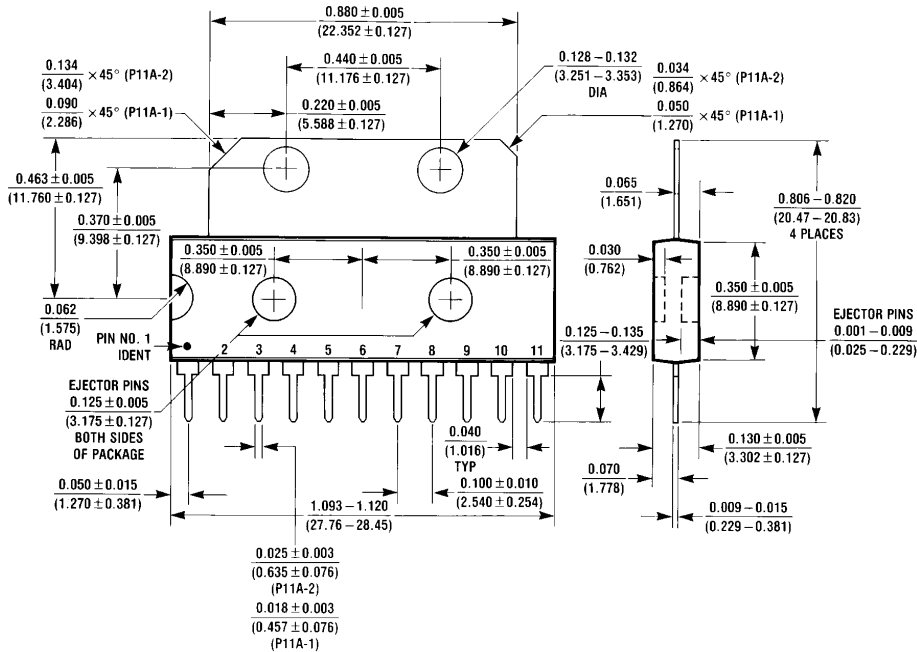 0.880 ± 0.005
(22.352 ± 0.127)
0.440 ± 0.005
(11.176 ± 0.127)
0.220 ± 0.005
(5.588 ± 0.127)
0.134
(3.404) × 45° (P11A-2)
0.090
(2.286) × 45° (P11A-1)
0.128 – 0.132
(3.251 – 3.353)
DIA
0.034
(0.864) × 45° (P11A-2)
0.050
(1.270) × 45° (P11A-1)
0.463 ± 0.005
(11.760 ± 0.127)
0.370 ± 0.005
(9.398 ± 0.127)
0.065
(1.651)
0.806 – 0.820
(20.47 – 20.83)
4 PLACES
0.350 ± 0.005
(8.890 ± 0.127)
0.350 ± 0.005
(8.890 ± 0.127)
0.030
(0.762)
0.350 ± 0.005
(8.890 ± 0.127)
0.062
(1.575)
RAD
PIN NO. 1
IDENT
2 3 4 5 6 7 8 9 10 11
0.125 – 0.135
(3.175 – 3.429)
EJECTOR PINS
0.001 – 0.009
(0.025 – 0.229)
EJECTOR PINS
0.125 ± 0.005
(3.175 ± 0.127)
BOTH SIDES
OF PACKAGE
0.040
(1.016)
TYP
0.130 ± 0.005
(3.302 ± 0.127)
0.070
(1.778)
0.050 ± 0.015
(1.270 ± 0.381)
0.100 ± 0.010
(2.540 ± 0.254)
1.093 – 1.120
(27.76 – 28.45)
0.009 – 0.015
(0.229 – 0.381)
0.025 ± 0.003
(0.635 ± 0.076)
(P11A-2)
0.018 ± 0.003
(0.457 ± 0.076)
(P11A-1)